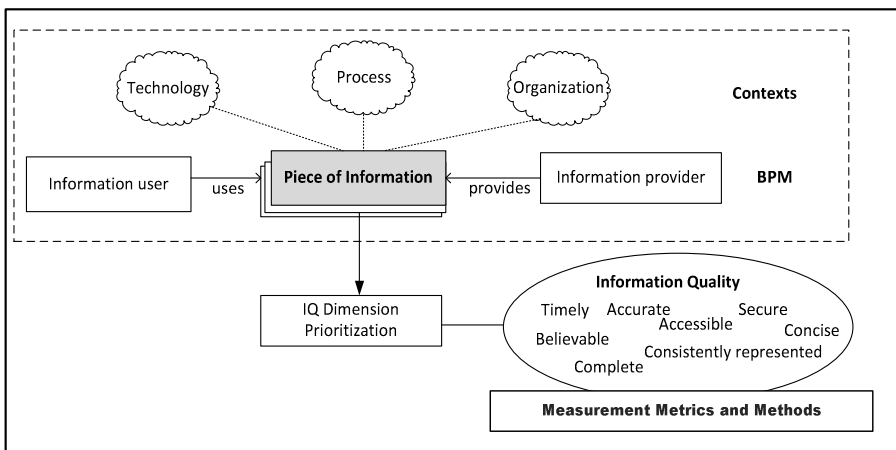 Technology
Process
Organization
Contexts
Information user
uses
Piece of Information
provides
Information provider
BPM
IQ Dimension
Prioritization
Information Quality
Timely
Accurate
Secure
Believable
Accessible
Concise
Consistently represented
Complete
Measurement Metrics and Methods